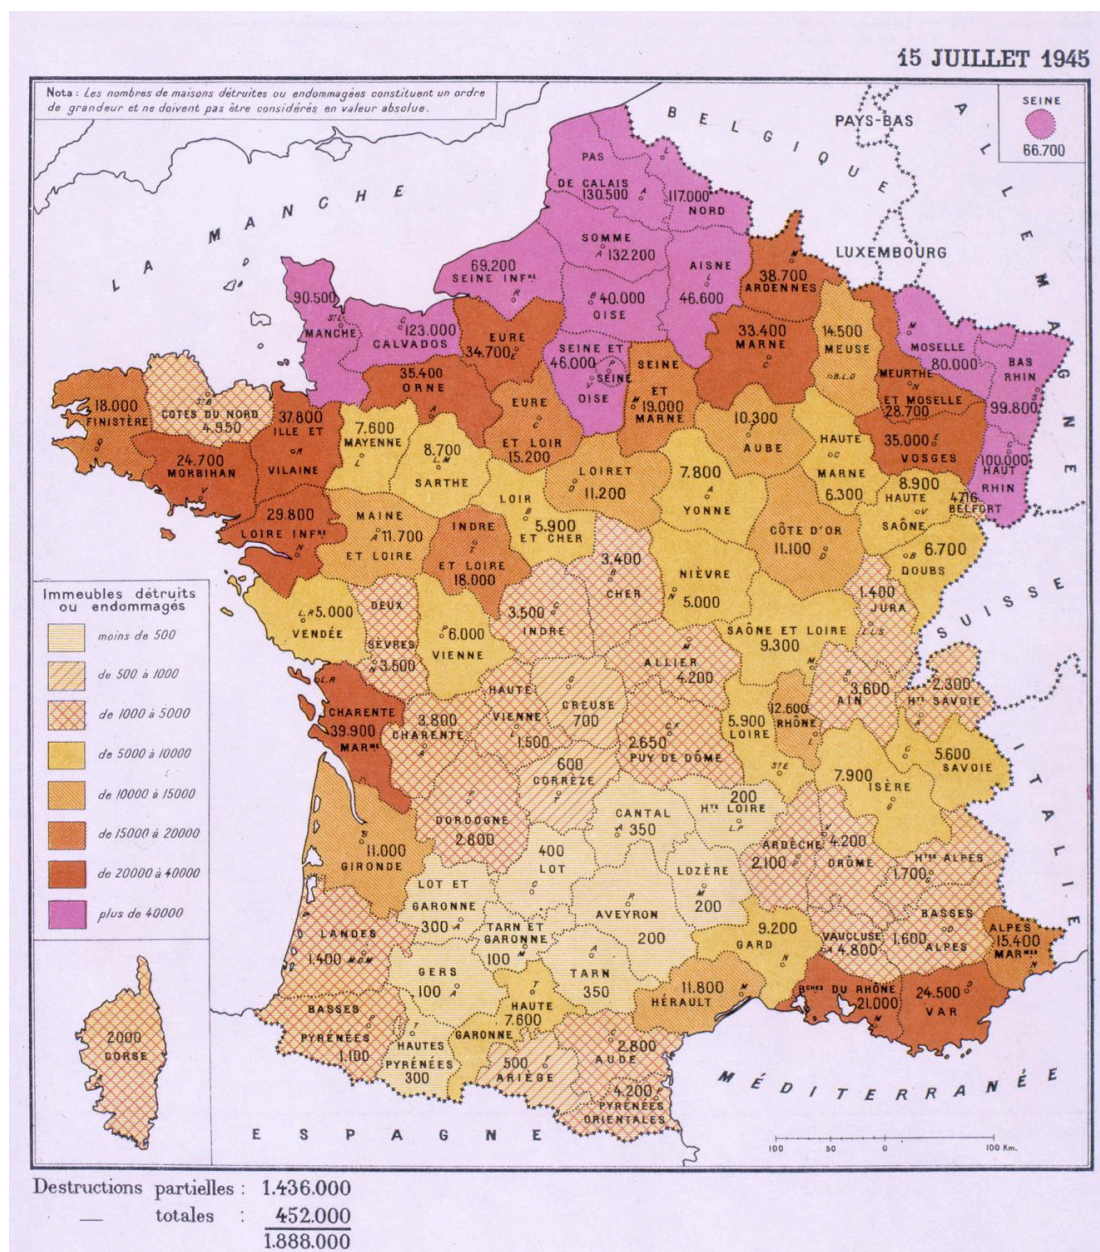 15 JUILLET 1945
Nota : Les nombres de maisons détruites ou endommagées constituent un ordre
de grandeur et ne doivent pas être considérés en valeur absolue.
SEINE
66.700
BELGIQUE
PAYS-BAS
ALLEMAGNE
LUXEMBOURG
LA MANCHE
SUISSE
ITALIE
MÉDITERRANÉE
ESPAGNE
PAS
DE CALAIS
130.500
117.000
NORD
SOMME
132.200
69.200
SEINE INFRE
40.000
OISE
AISNE
46.600
38.700
ARDENNES
90.500
MANCHE
123.000
CALVADOS
EURE
34.700
SEINE ET
46.000
SEINE
OISE
SEINE
ET
19.000
MARNE
33.400
MARNE
14.500
MEUSE
MOSELLE
80.000
BAS
RHIN
99.800
MEURTHE
ET MOSELLE
28.700
35.400
ORNE
EURE
ET LOIR
15.200
10.300
AUBE
HAUTE
MARNE
6.300
35.000
VOSGES
100.000
HAUT
RHIN
18.000
FINISTÈRE
COTES DU NORD
4.950
37.800
ILLE ET
VILAINE
24.700
MORBIHAN
7.600
MAYENNE
8.700
SARTHE
LOIRET
11.200
7.800
YONNE
8.900
HAUTE
SAÔNE
4716
BELFORT
29.800
LOIRE INFRE
MAINE
11.700
ET LOIRE
INDRE
ET LOIRE
18.000
LOIR
5.900
ET CHER
3.400
CHER
NIÈVRE
5.000
CÔTE D'OR
11.100
6.700
DOUBS
1.400
JURA
5.000
VENDÉE
DEUX
SÈVRES
3.500
6.000
VIENNE
3.500
INDRE
ALLIER
4.200
SAÔNE ET LOIRE
9.300
3.600
AIN
2.300
HTE SAVOIE
CHARENTE
39.900
MARME
3.800
CHARENTE
HAUTE
VIENNE
1.500
CREUSE
700
2.650
PUY DE DÔME
5.900
LOIRE
12.600
RHÔNE
7.900
ISÈRE
5.600
SAVOIE
11.000
GIRONDE
DORDOGNE
2.800
600
CORRÈZE
CANTAL
350
200
HTE LOIRE
ARDÈCHE
2.100
4.200
DRÔME
HTES ALPES
1.700
400
LOT
LOT ET
GARONNE
300
LOZÈRE
200
AVEYRON
200
LANDES
1.400
TARN ET
GARONNE
100
9.200
GARD
VAUCLUSE
4.800
BASSES
1.600
ALPES
ALPES
15.400
MARMES
GERS
100
TARN
350
11.800
HÉRAULT
BCHES DU RHÔNE
21.000
24.500
VAR
BASSES
PYRÉNÉES
1.100
HAUTES
PYRÉNÉES
300
HAUTE
7.600
GARONNE
500
ARIÈGE
2.800
AUDE
4.200
PYRÉNÉES
ORIENTALES
2000
CORSE
Immeubles détruits
ou endommagés
moins de 500
de 500 à 1000
de 1000 à 5000
de 5000 à 10000
de 10000 à 15000
de 15000 à 20000
de 20000 à 40000
plus de 40000
100 50 0 100 Km.
Destructions partielles : 1.436.000
— totales : 452.000
1.888.000